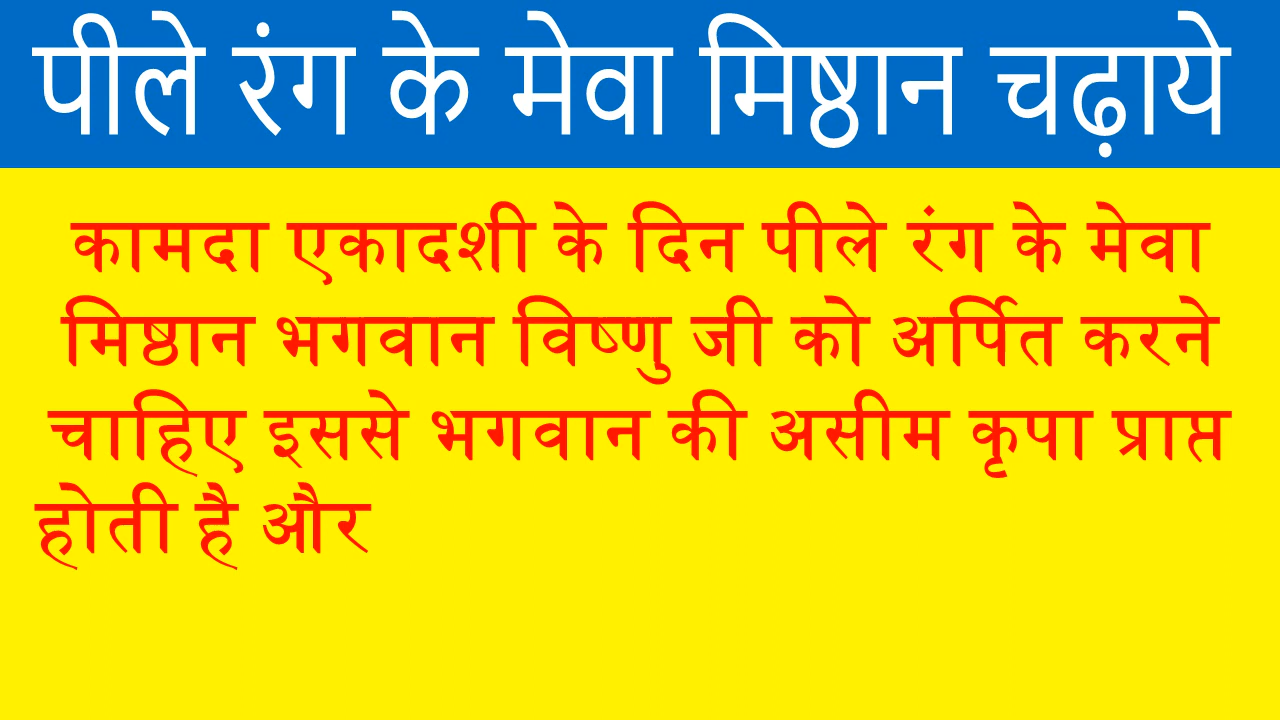 पीले रंग के मेवा मिष्ठान चढ़ाये
कामदा एकादशी के दिन पीले रंग के मेवा
मिष्ठान भगवान विष्णु जी को अर्पित करने
चाहिए इससे भगवान की असीम कृपा प्राप्त
होती है और